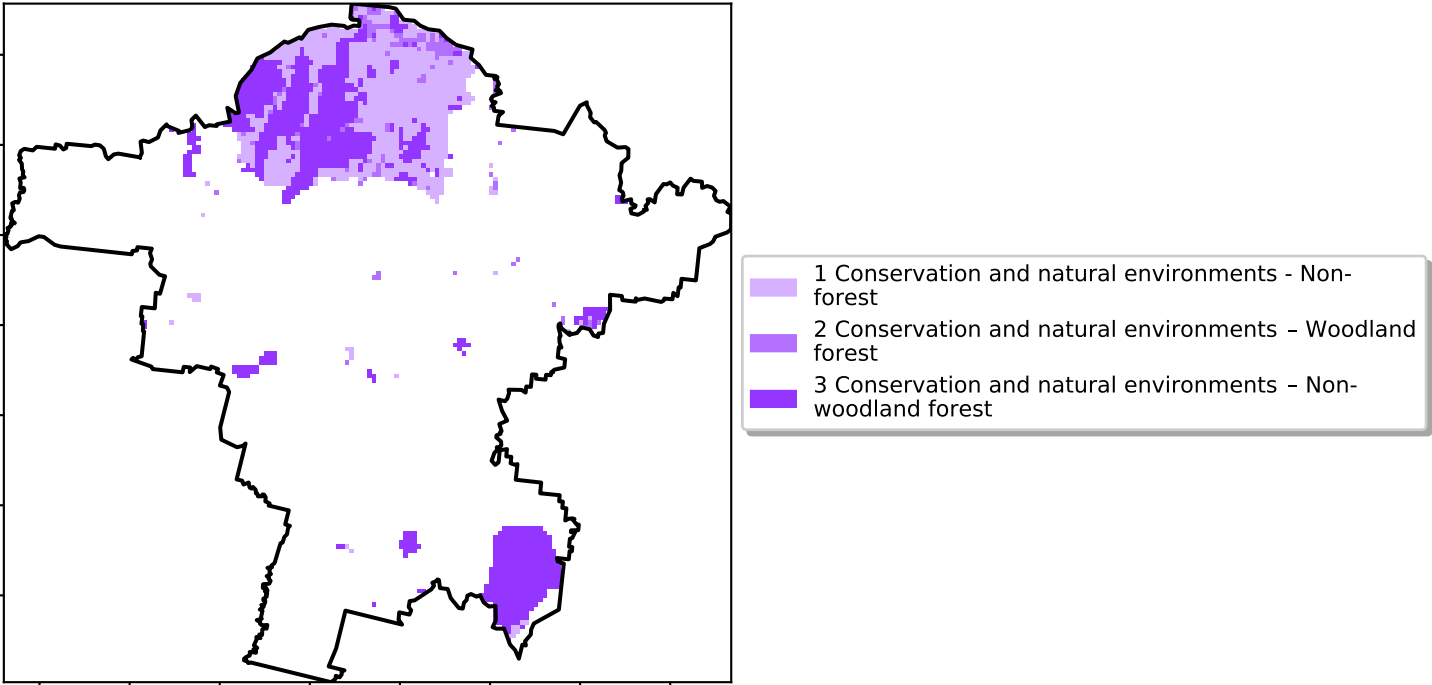 1 Conservation and natural environments - Non-
forest
2 Conservation and natural environments – Woodland
forest
3 Conservation and natural environments – Non-
woodland forest